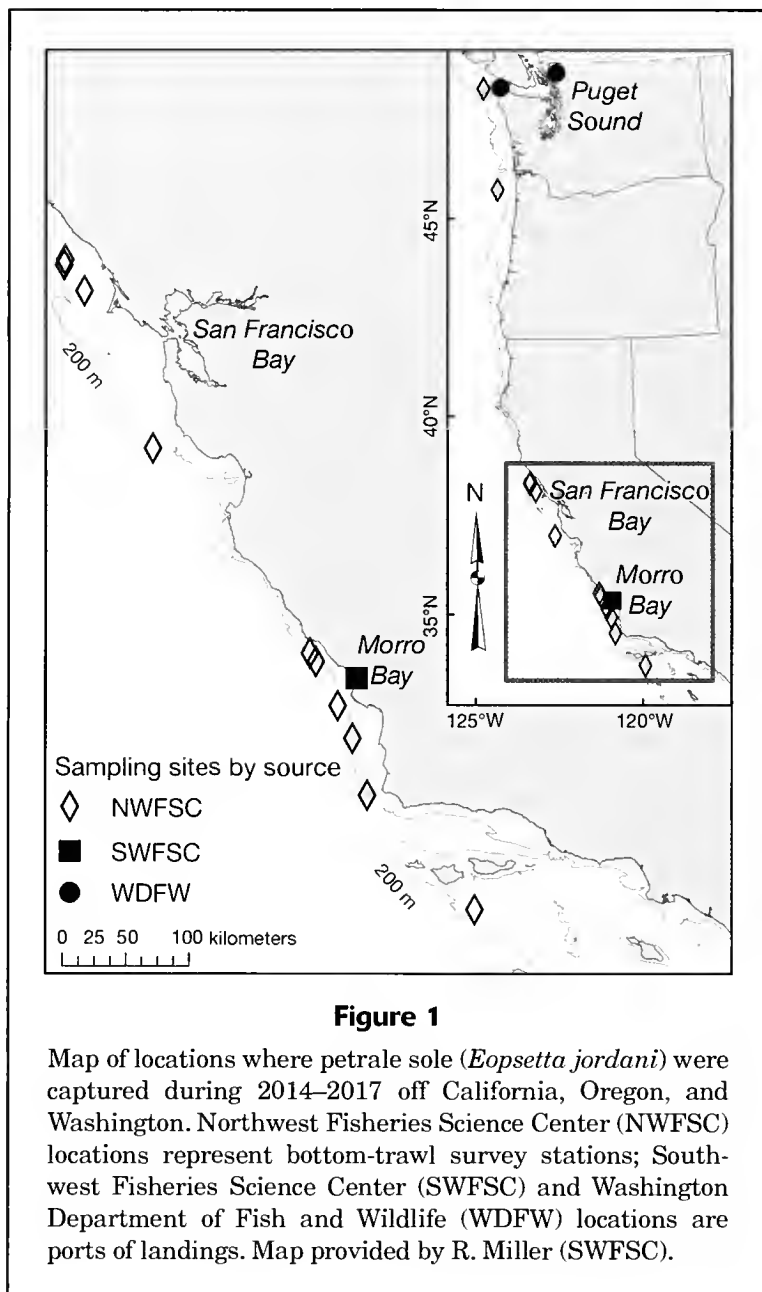 Puget
Sound
45°N
San Francisco
Bay
200 m
40°N
N
San Francisco
Bay
Morro
Bay
35°N
Morro
Bay
125°W 120°W
Sampling sites by source
NWFSC
SWFSC
WDFW
200 m
0 25 50 100 kilometers
Figure 1
Map of locations where petrale sole (Eopsetta jordani) were
captured during 2014–2017 off California, Oregon, and
Washington. Northwest Fisheries Science Center (NWFSC)
locations represent bottom-trawl survey stations; South-
west Fisheries Science Center (SWFSC) and Washington
Department of Fish and Wildlife (WDFW) locations are
ports of landings. Map provided by R. Miller (SWFSC).